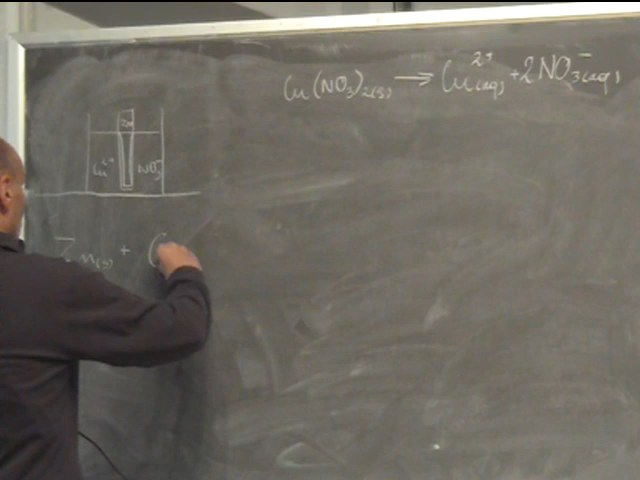 Cu(NO₃)₂(s) ⟶ Cu²⁺(aq) + 2NO₃⁻(aq)
Zn
Cu²⁺ NO₃⁻
Zn(s) + C